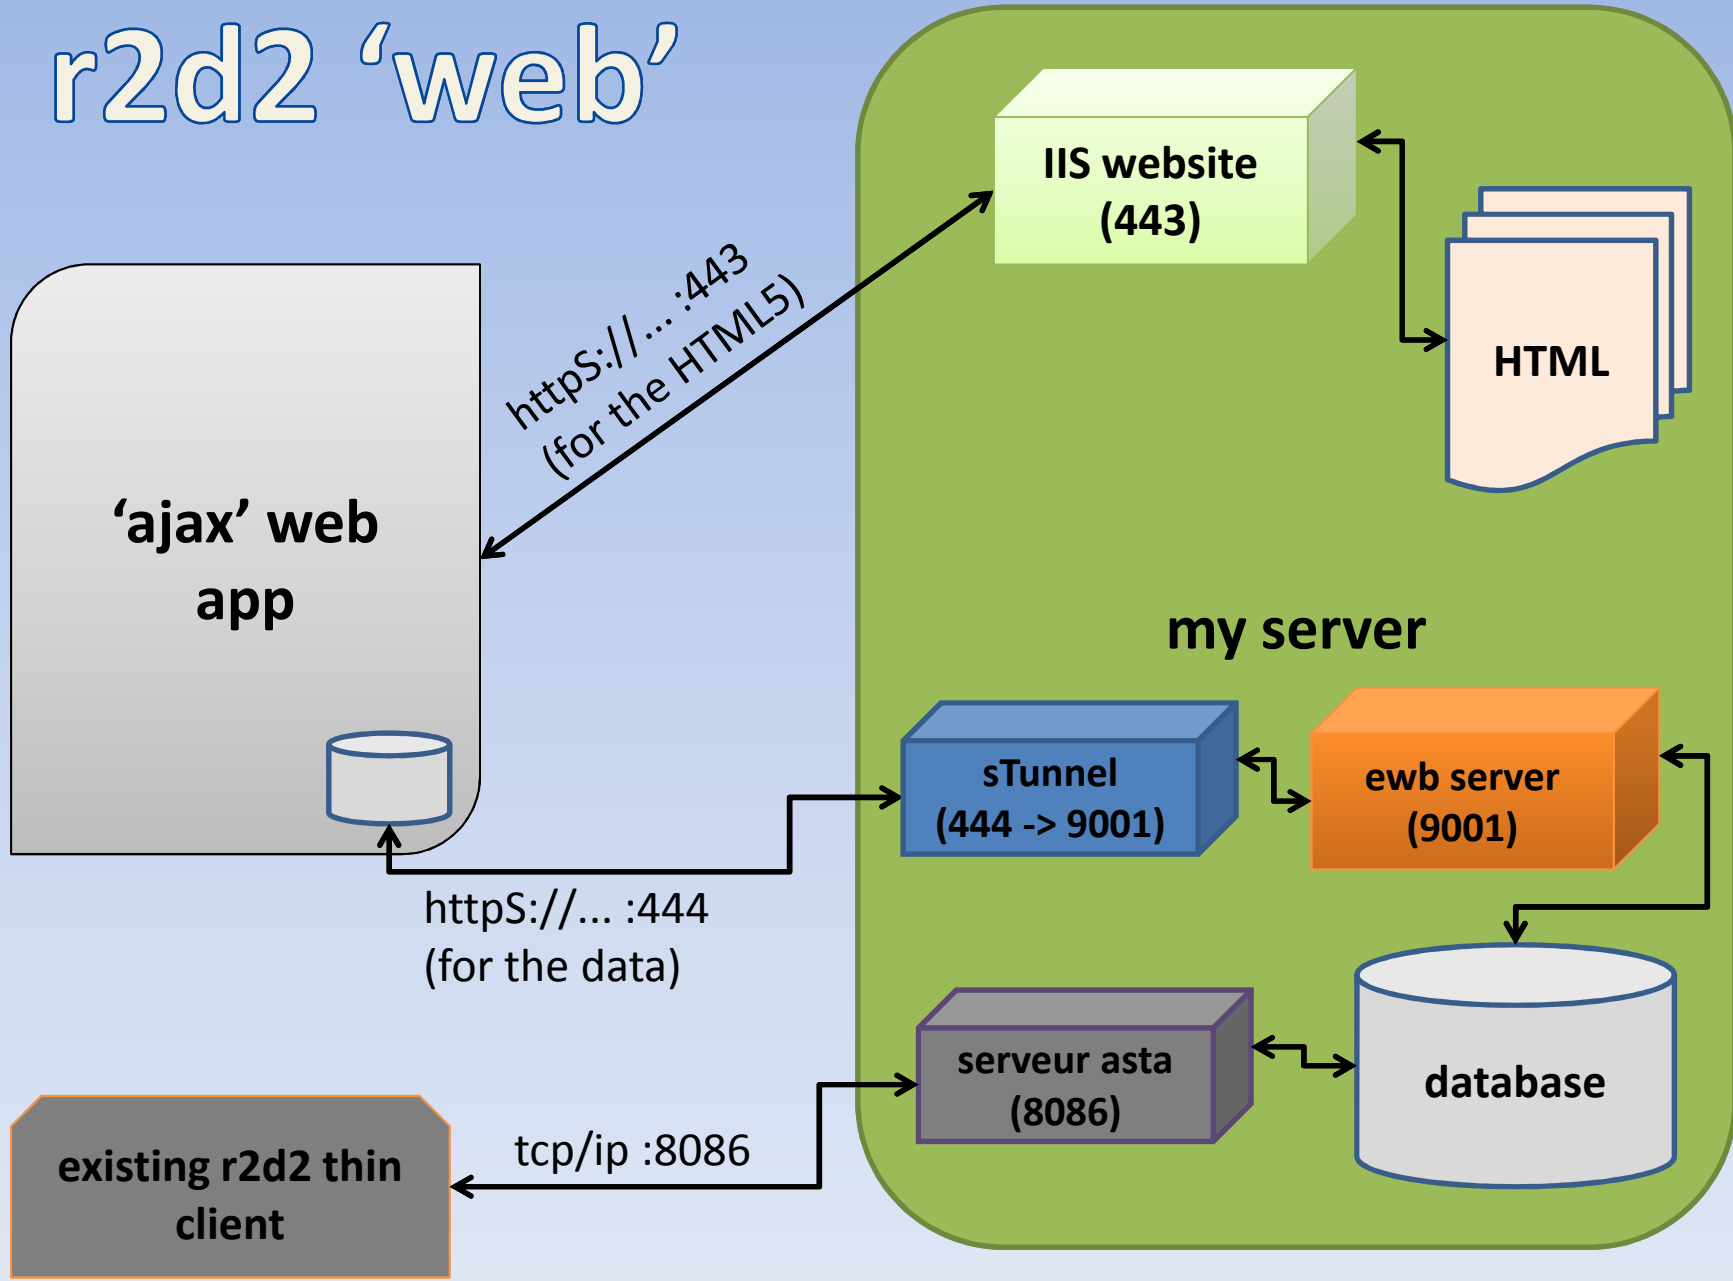 r2d2 ‘web’
IIS website
(443)
httpS://... :443
(for the HTML5)
HTML
‘ajax’ web
app
my server
sTunnel
(444 -> 9001)
ewb server
(9001)
httpS://... :444
(for the data)
serveur asta
(8086)
database
tcp/ip :8086
existing r2d2 thin
client